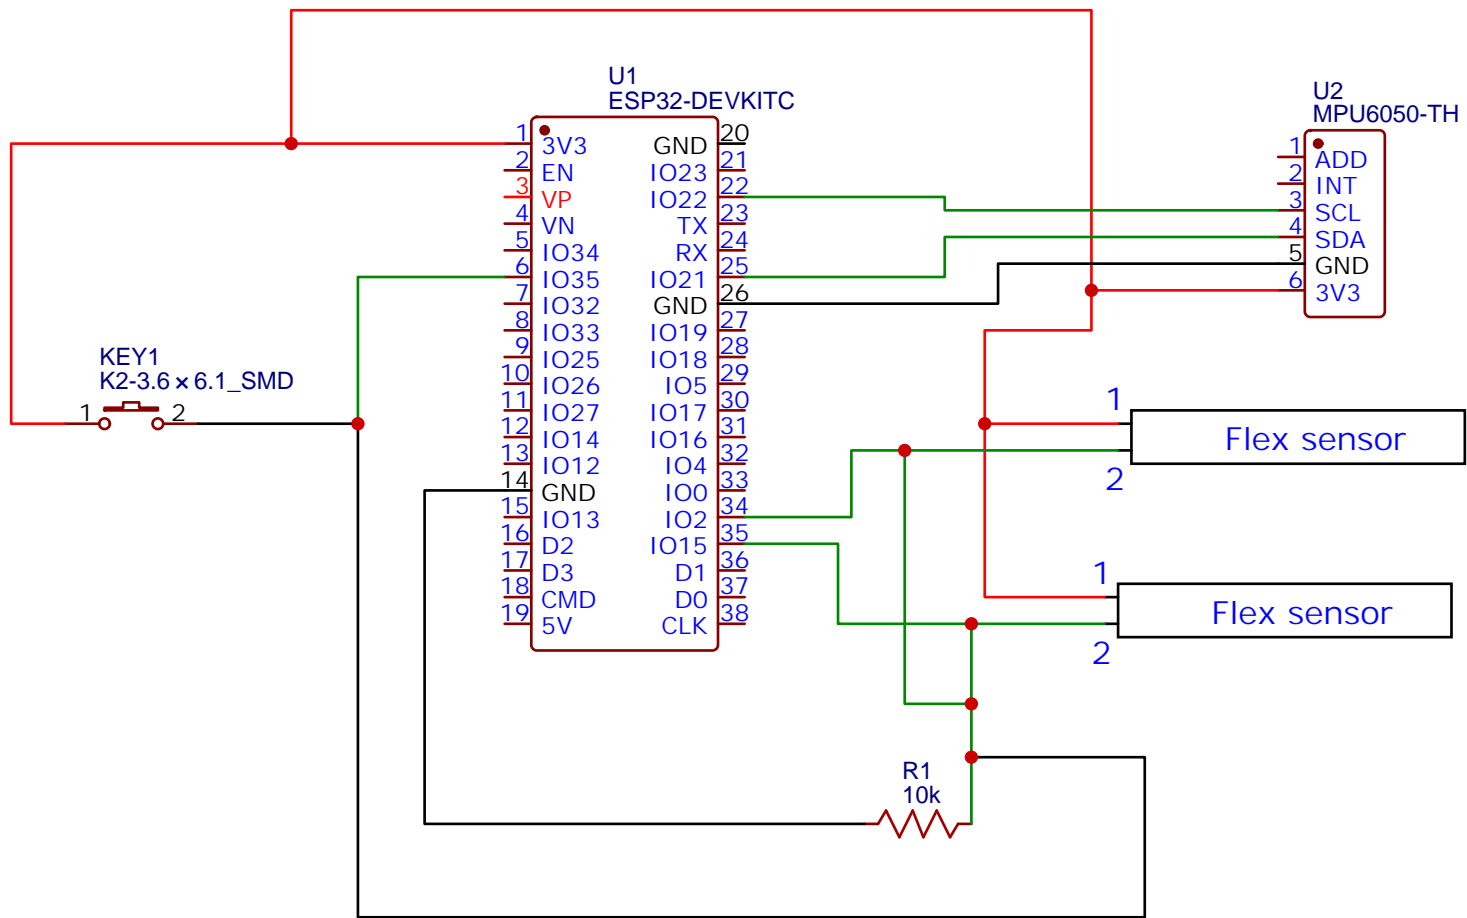 U1
ESP32-DEVKITC
1 3V3 GND 20
2 EN IO23 21
3 VP IO22 22
4 VN TX 23
5 IO34 RX 24
6 IO35 IO21 25
7 IO32 GND 26
8 IO33 IO19 27
9 IO25 IO18 28
10 IO26 IO5 29
11 IO27 IO17 30
12 IO14 IO16 31
13 IO12 IO4 32
14 GND IO0 33
15 IO13 IO2 34
16 D2 IO15 35
17 D3 D1 36
18 CMD D0 37
19 5V CLK 38
U2
MPU6050-TH
1 ADD
2 INT
3 SCL
4 SDA
5 GND
6 3V3
KEY1
K2-3.6×6.1_SMD
1 2
1
Flex sensor
2
1
Flex sensor
2
R1
10k